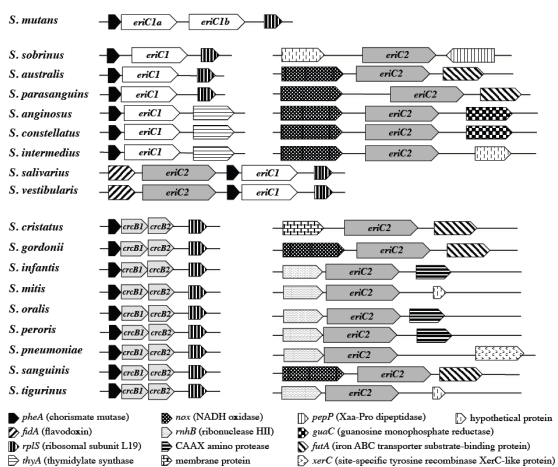 S. mutans eriC1a eriC1b
S. sobrinus eriC1 eriC2
S. australis eriC1 eriC2
S. parasanguins eriC1 eriC2
S. anginosus eriC1 eriC2
S. constellatus eriC1 eriC2
S. intermedius eriC1 eriC2
S. salivarius eriC2 eriC1
S. vestibularis eriC2 eriC1
S. cristatus crcB1 crcB2 eriC2
S. gordonii crcB1 crcB2 eriC2
S. infantis crcB1 crcB2 eriC2
S. mitis crcB1 crcB2 eriC2
S. oralis crcB1 crcB2 eriC2
S. peroris crcB1 crcB2 eriC2
S. pneumoniae crcB1 crcB2 eriC2
S. sanguinis crcB1 crcB2 eriC2
S. tigurinus crcB1 crcB2 eriC2
pheA (chorismate mutase) nox (NADH oxidase) pepP (Xaa-Pro dipeptidase) hypothetical protein
fldA (flavodoxin) rnhB (ribonuclease HII) guaC (guanosine monophosphate reductase)
rplS (ribosomal subunit L19) CAAX amino protease futA (iron ABC transporter substrate-binding protein)
thyA (thymidylate synthase membrane protein xerC (site-specific tyrosine recombinase XerC-like protein)